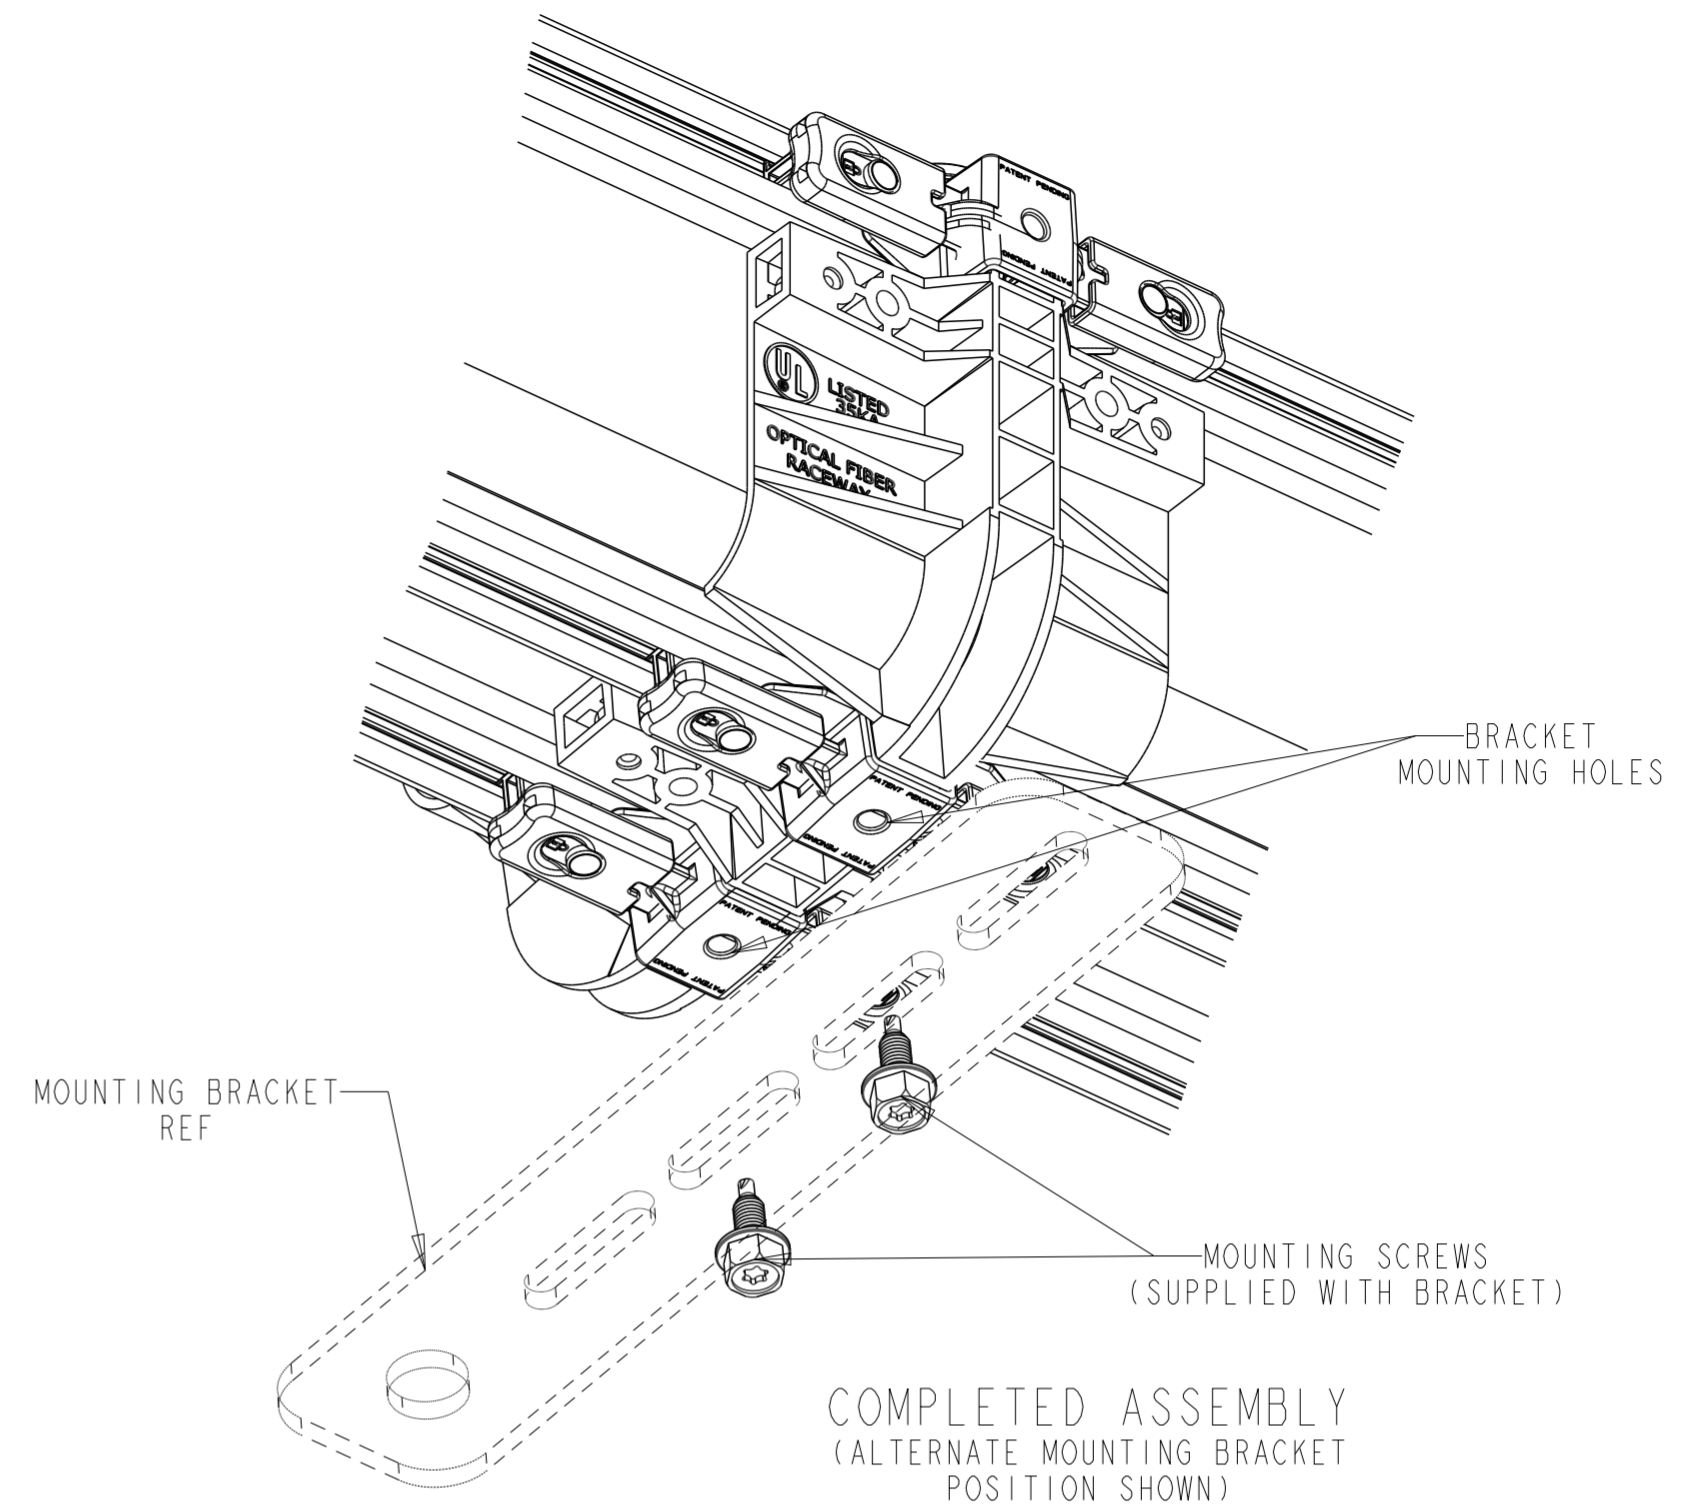 PATENT PENDING
PATENT PENDING
UL
LISTED
35KA
OPTICAL FIBER
RACEWAY
BRACKET
MOUNTING HOLES
PATENT PENDING
PATENT PENDING
PATENT PENDING
PATENT PENDING
MOUNTING BRACKET
REF
MOUNTING SCREWS
(SUPPLIED WITH BRACKET)
COMPLETED ASSEMBLY
(ALTERNATE MOUNTING BRACKET
POSITION SHOWN)